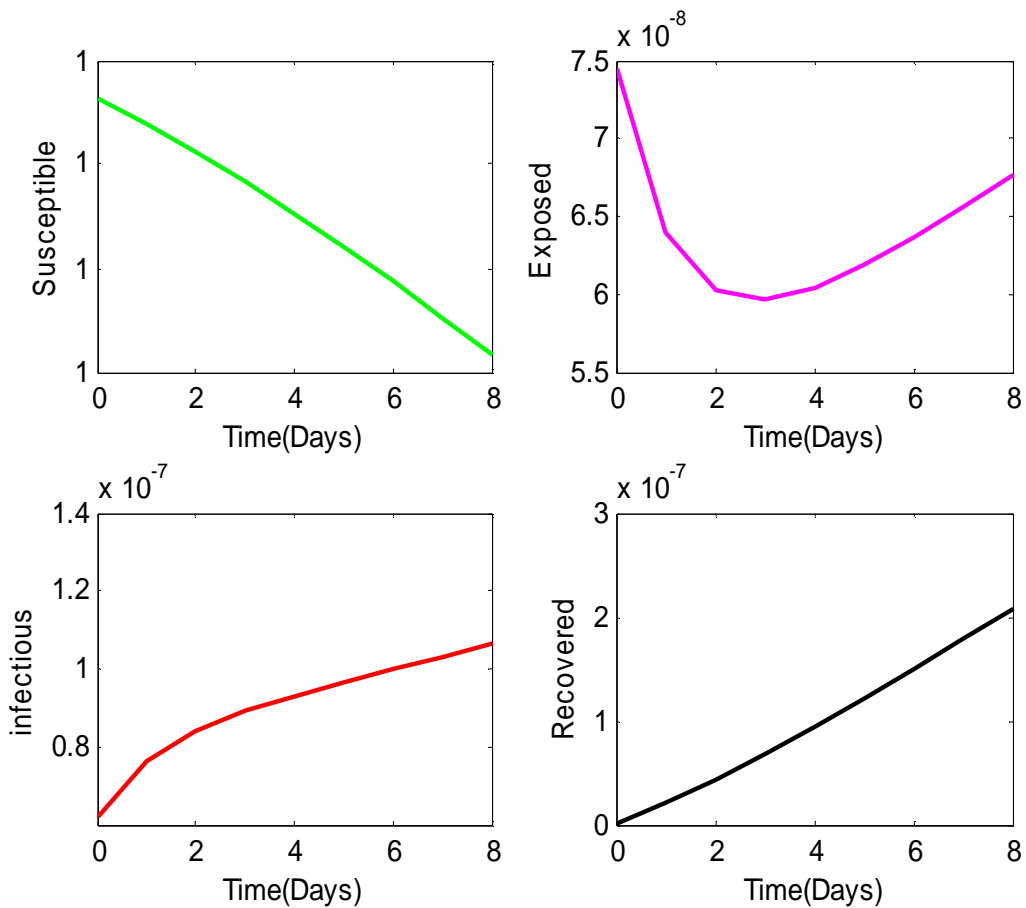 1
1
1
1
Susceptible
0 2 4 6 8
Time(Days)
x 10^-8
7.5
7
6.5
6
5.5
Exposed
0 2 4 6 8
Time(Days)
x 10^-7
1.4
1.2
1
0.8
infectious
0 2 4 6 8
Time(Days)
x 10^-7
3
2
1
0
Recovered
0 2 4 6 8
Time(Days)